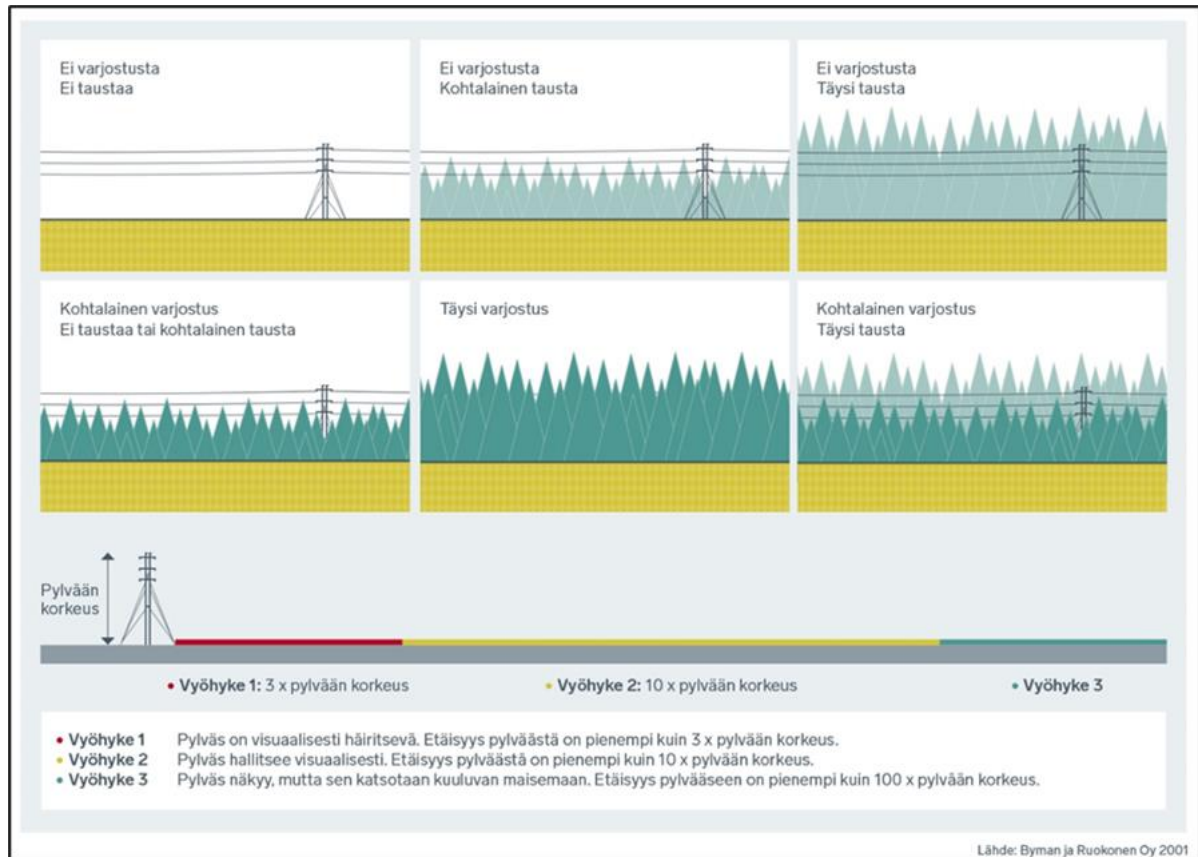 Ei varjostusta
Ei taustaa
Ei varjostusta
Kohtalainen tausta
Ei varjostusta
Täysi tausta
Kohtalainen varjostus
Ei taustaa tai kohtalainen tausta
Täysi varjostus
Kohtalainen varjostus
Täysi tausta
Pylvään
korkeus
• Vyöhyke 1: 3 x pylvään korkeus
• Vyöhyke 2: 10 x pylvään korkeus
• Vyöhyke 3
• Vyöhyke 1 Pylväs on visuaalisesti häiritsevä. Etäisyys pylväästä on pienempi kuin 3 x pylvään korkeus.
• Vyöhyke 2 Pylväs hallitsee visuaalisesti. Etäisyys pylväästä on pienempi kuin 10 x pylvään korkeus.
• Vyöhyke 3 Pylväs näkyy, mutta sen katsotaan kuuluvan maisemaan. Etäisyys pylvääseen on pienempi kuin 100 x pylvään korkeus.
Lähde: Byman ja Ruokonen Oy 2001